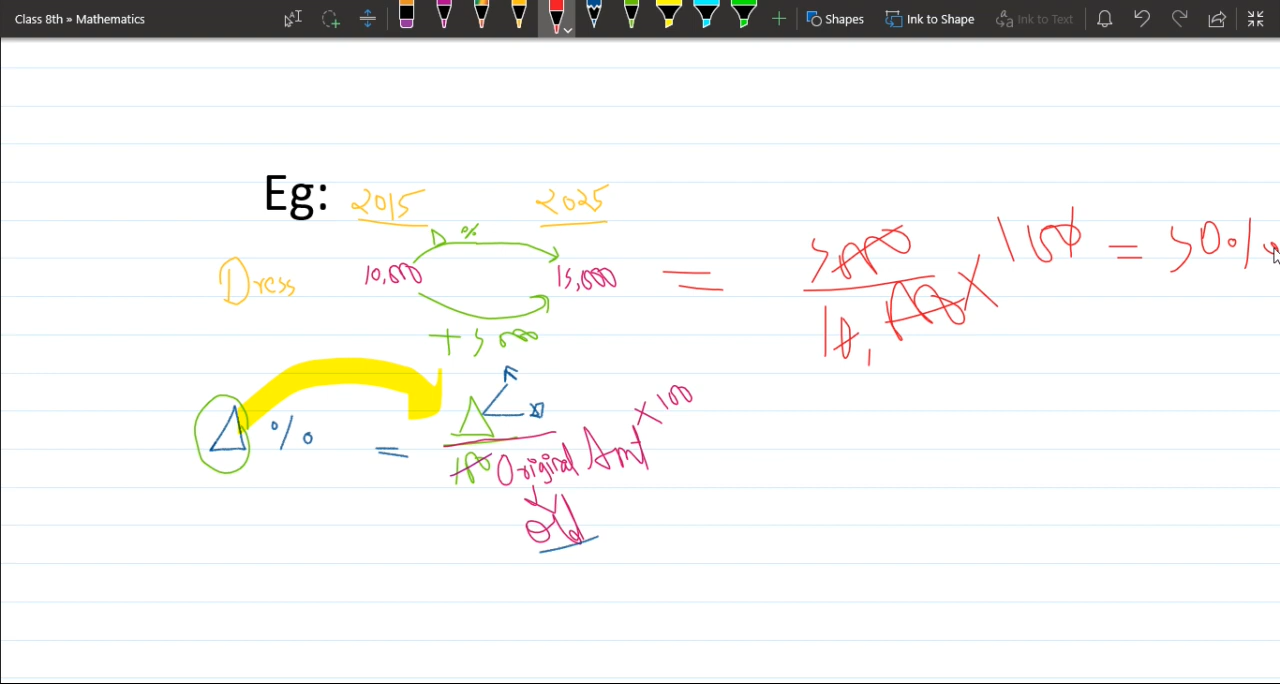 Class 8th » Mathematics
Shapes
Ink to Shape
Ink to Text
Eg: 2015 2025
Δ %
Dress 10,000 15,000 = 5000 / 10,000 × 100 = 50%
+ 5000
Δ % = Δ / 100 Original Amt × 100
Old